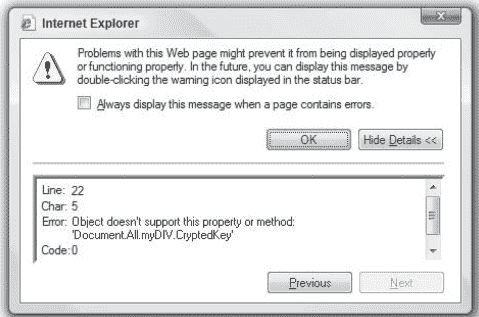 Internet Explorer
Problems with this Web page might prevent it from being displayed properly
or functioning properly. In the future, you can display this message by
double-clicking the warning icon displayed in the status bar.
Always display this message when a page contains errors.
OK
Hide Details <<
Line: 22
Char: 5
Error: Object doesn't support this property or method:
'Document.All.myDIV.CryptedKey'
Code:0
Previous
Next